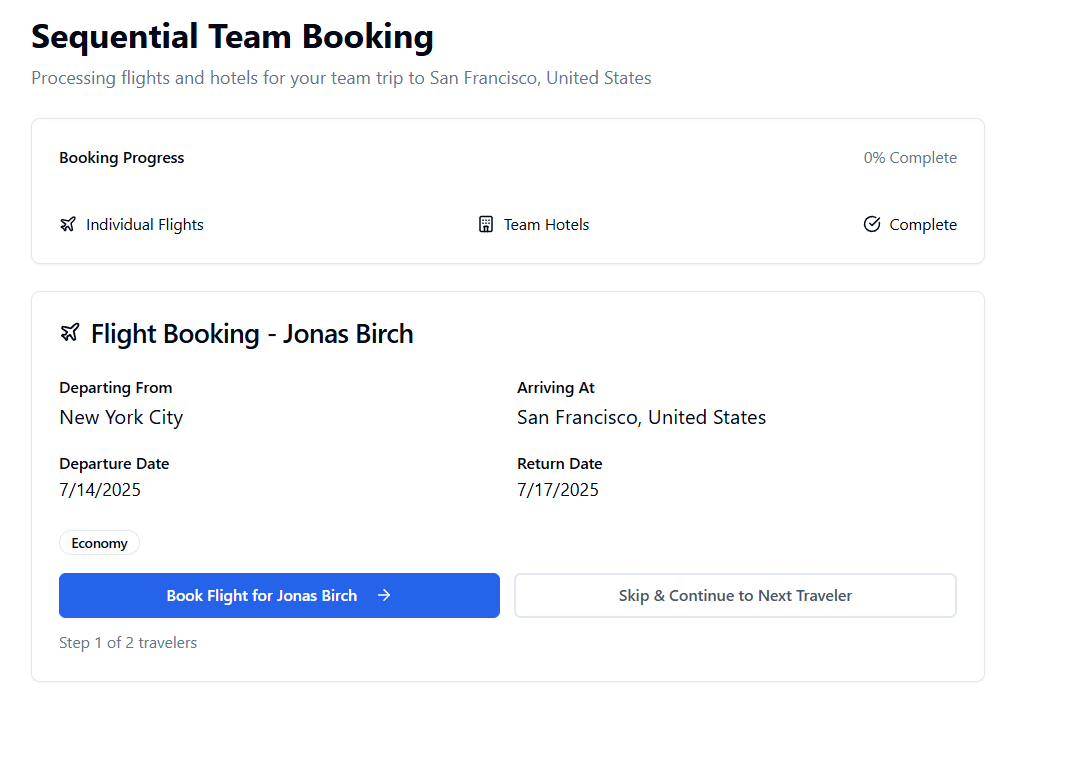 Sequential Team Booking
Processing flights and hotels for your team trip to San Francisco, United States
Booking Progress
0% Complete
Individual Flights
Team Hotels
Complete
Flight Booking - Jonas Birch
Departing From
Arriving At
New York City
San Francisco, United States
Departure Date
Return Date
7/14/2025
7/17/2025
Economy
Book Flight for Jonas Birch →
Skip & Continue to Next Traveler
Step 1 of 2 travelers